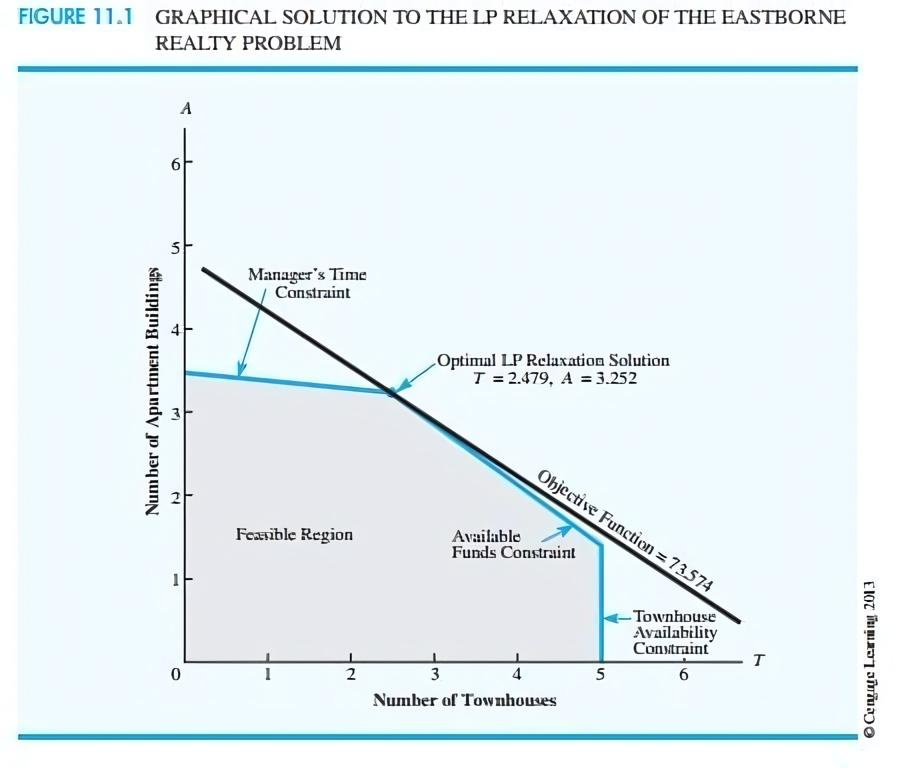 FIGURE 11.1 GRAPHICAL SOLUTION TO THE LP RELAXATION OF THE EASTBORNE
REALTY PROBLEM
A
6
5
4
3
2
1
0
1
2
3
4
5
6
T
Number of Apartment Buildings
Number of Townhouses
Manager's Time
Constraint
Optimal LP Relaxation Solution
T = 2.479, A = 3.252
Objective Function = 73.574
Feasible Region
Available
Funds Constraint
Townhouse
Availability
Constraint
© Cengage Learning 2013